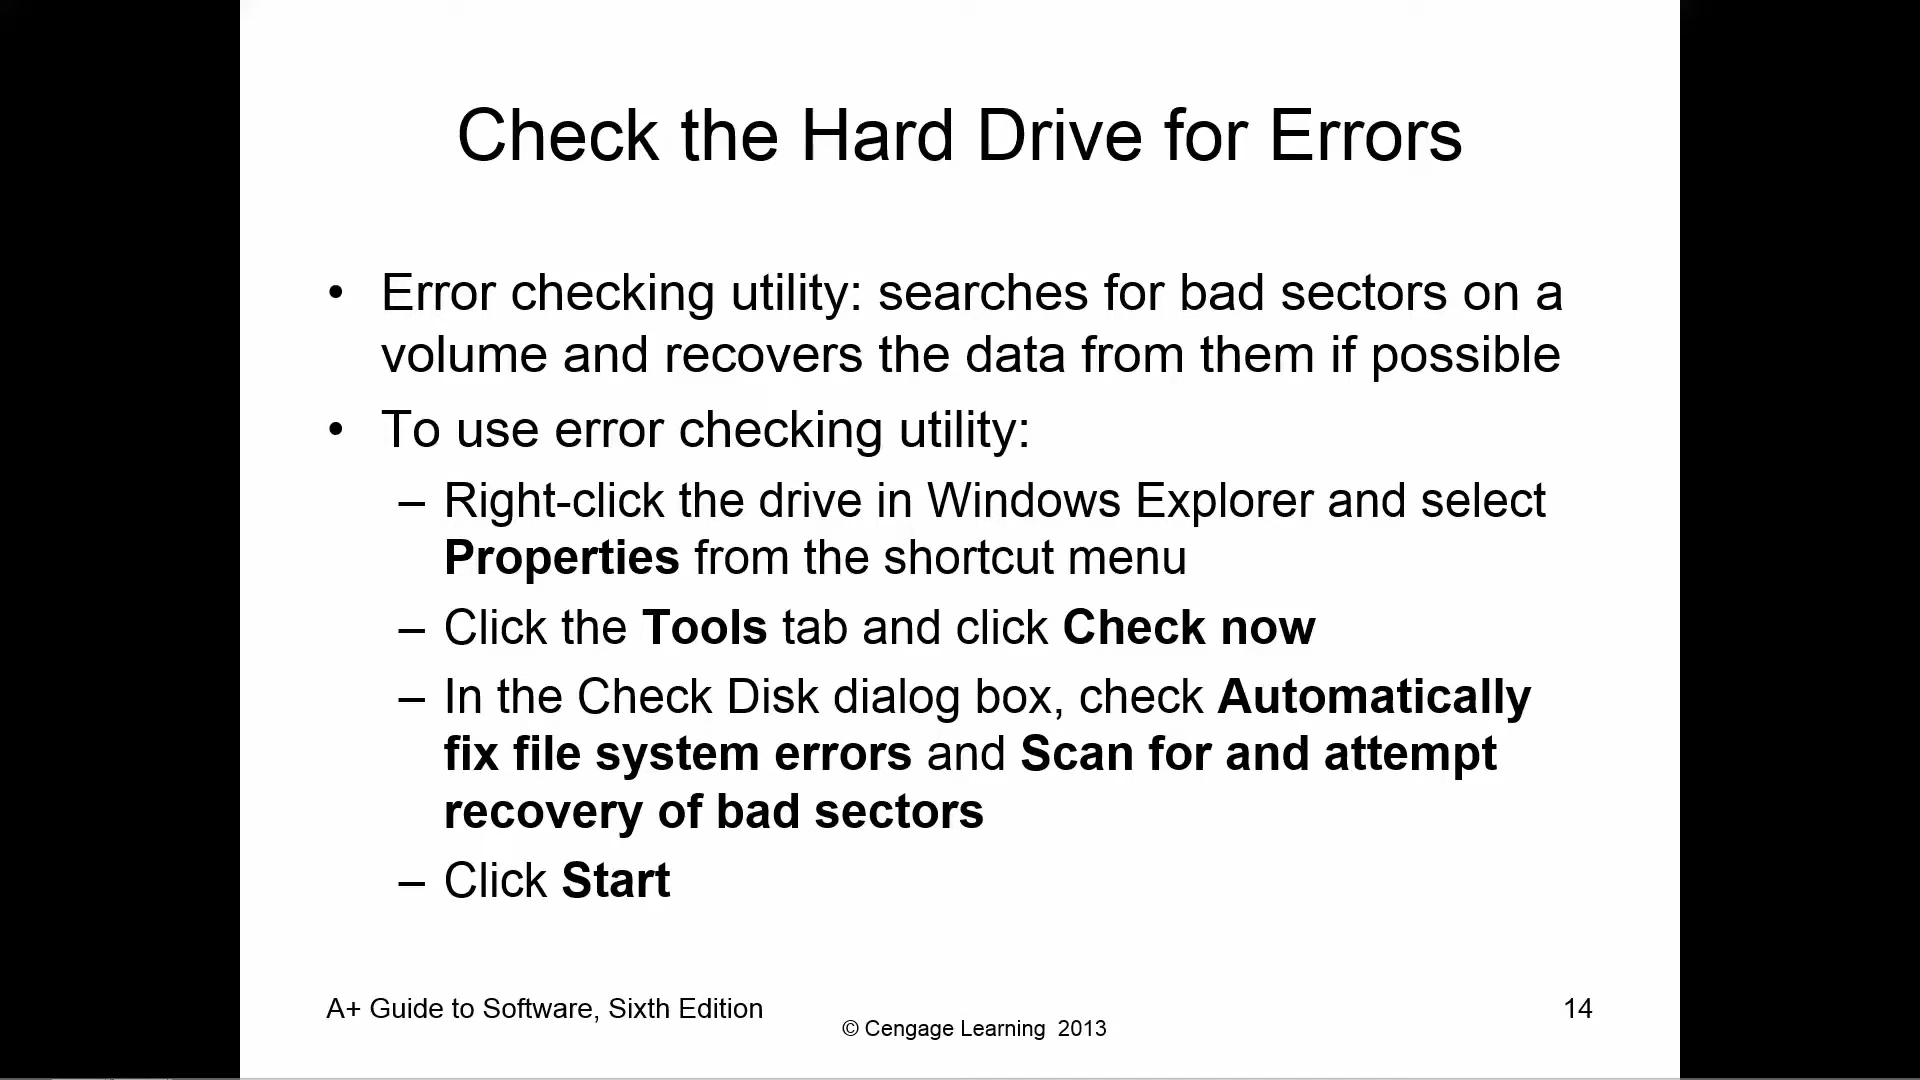 Check the Hard Drive for Errors
• Error checking utility: searches for bad sectors on a
volume and recovers the data from them if possible
• To use error checking utility:
– Right-click the drive in Windows Explorer and select
Properties from the shortcut menu
– Click the Tools tab and click Check now
– In the Check Disk dialog box, check Automatically
fix file system errors and Scan for and attempt
recovery of bad sectors
– Click Start
A+ Guide to Software, Sixth Edition
© Cengage Learning 2013
14